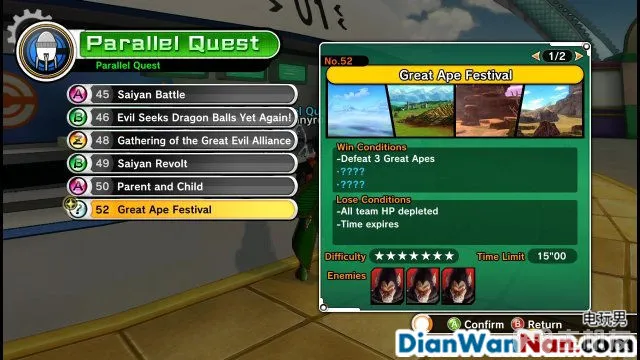 Parallel Quest
Parallel Quest
A 45 Saiyan Battle
B 46 Evil Seeks Dragon Balls Yet Again!
Z 48 Gathering of the Great Evil Alliance
B 49 Saiyan Revolt
A 50 Parent and Child
? 52 Great Ape Festival
1/2
No.52
Great Ape Festival
Win Conditions
-Defeat 3 Great Apes
-????
-????
Lose Conditions
-All team HP depleted
-Time expires
Difficulty ★★★★★★★ Time Limit 15"00
Enemies
A Confirm B Return
电玩男
DianWanNan.com